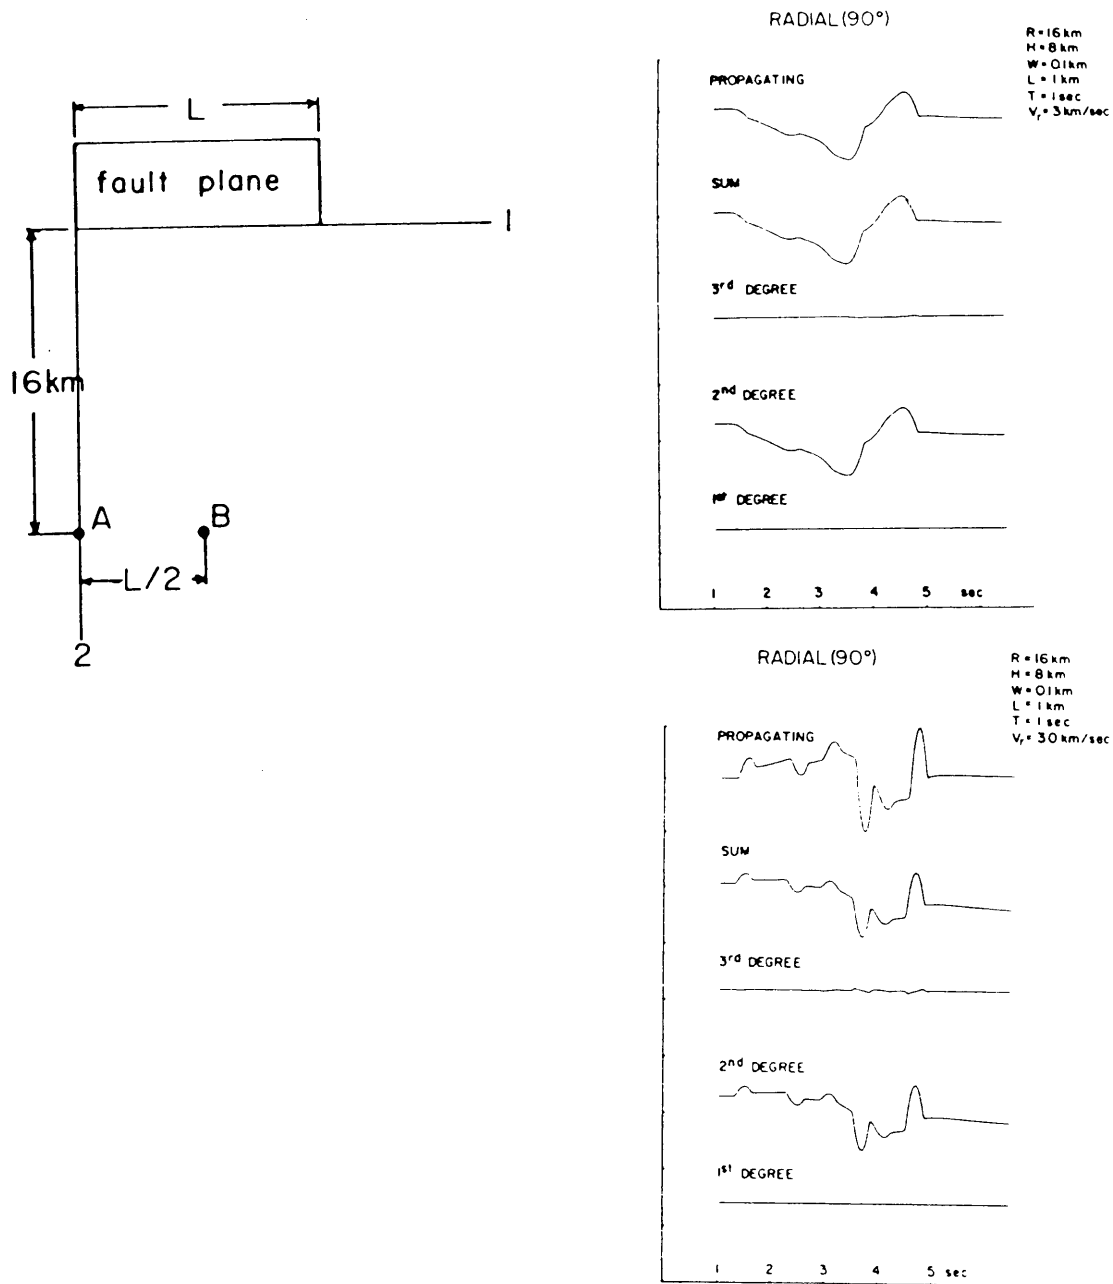 L
fault plane
1
16km
A
B
L/2
2
RADIAL (90°)
R = 16 km
H = 8 km
W = 0.1 km
L = 1 km
T = 1 sec
Vr = 3 km/sec
PROPAGATING
SUM
3rd DEGREE
2nd DEGREE
1st DEGREE
1 2 3 4 5 sec
RADIAL (90°)
R = 16 km
H = 8 km
W = 0.1 km
L = 1 km
T = 1 sec
Vr = 3.0 km/sec
PROPAGATING
SUM
3rd DEGREE
2nd DEGREE
1st DEGREE
1 2 3 4 5 sec